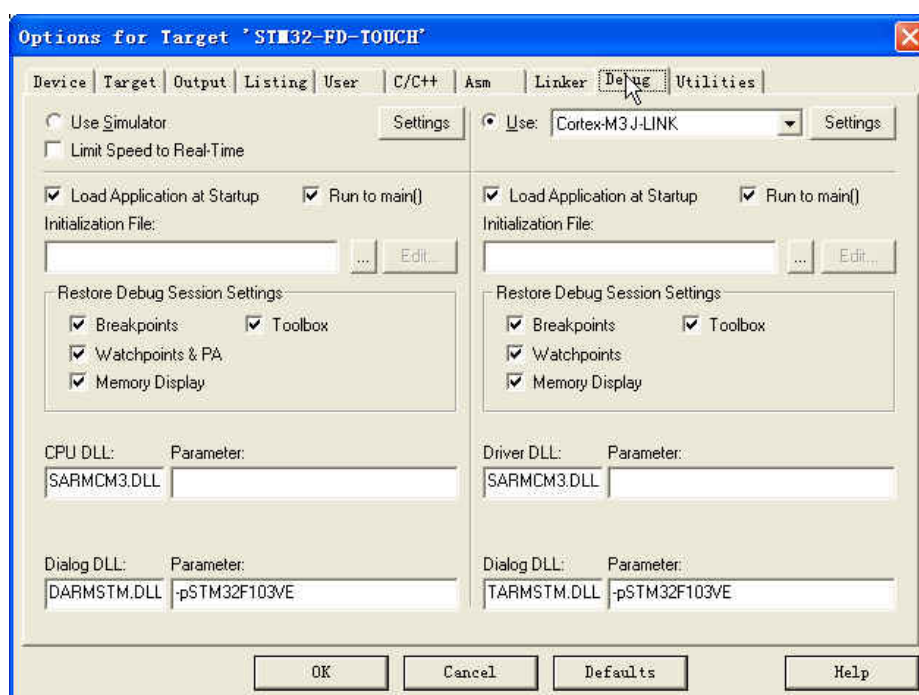 Options for Target 'STM32-FD-TOUCH'
Device Target Output Listing User C/C++ Asm Linker Debug Utilities
Use Simulator Settings Use: Cortex-M3 J-LINK Settings
Limit Speed to Real-Time
Load Application at Startup Run to main() Load Application at Startup Run to main()
Initialization File: Initialization File:
... Edit... ... Edit...
Restore Debug Session Settings Restore Debug Session Settings
Breakpoints Toolbox Breakpoints Toolbox
Watchpoints & PA Watchpoints
Memory Display Memory Display
CPU DLL: Parameter: Driver DLL: Parameter:
SARMCM3.DLL SARMCM3.DLL
Dialog DLL: Parameter: Dialog DLL: Parameter:
DARMSTM.DLL -pSTM32F103VE TARMSTM.DLL -pSTM32F103VE
OK Cancel Defaults Help